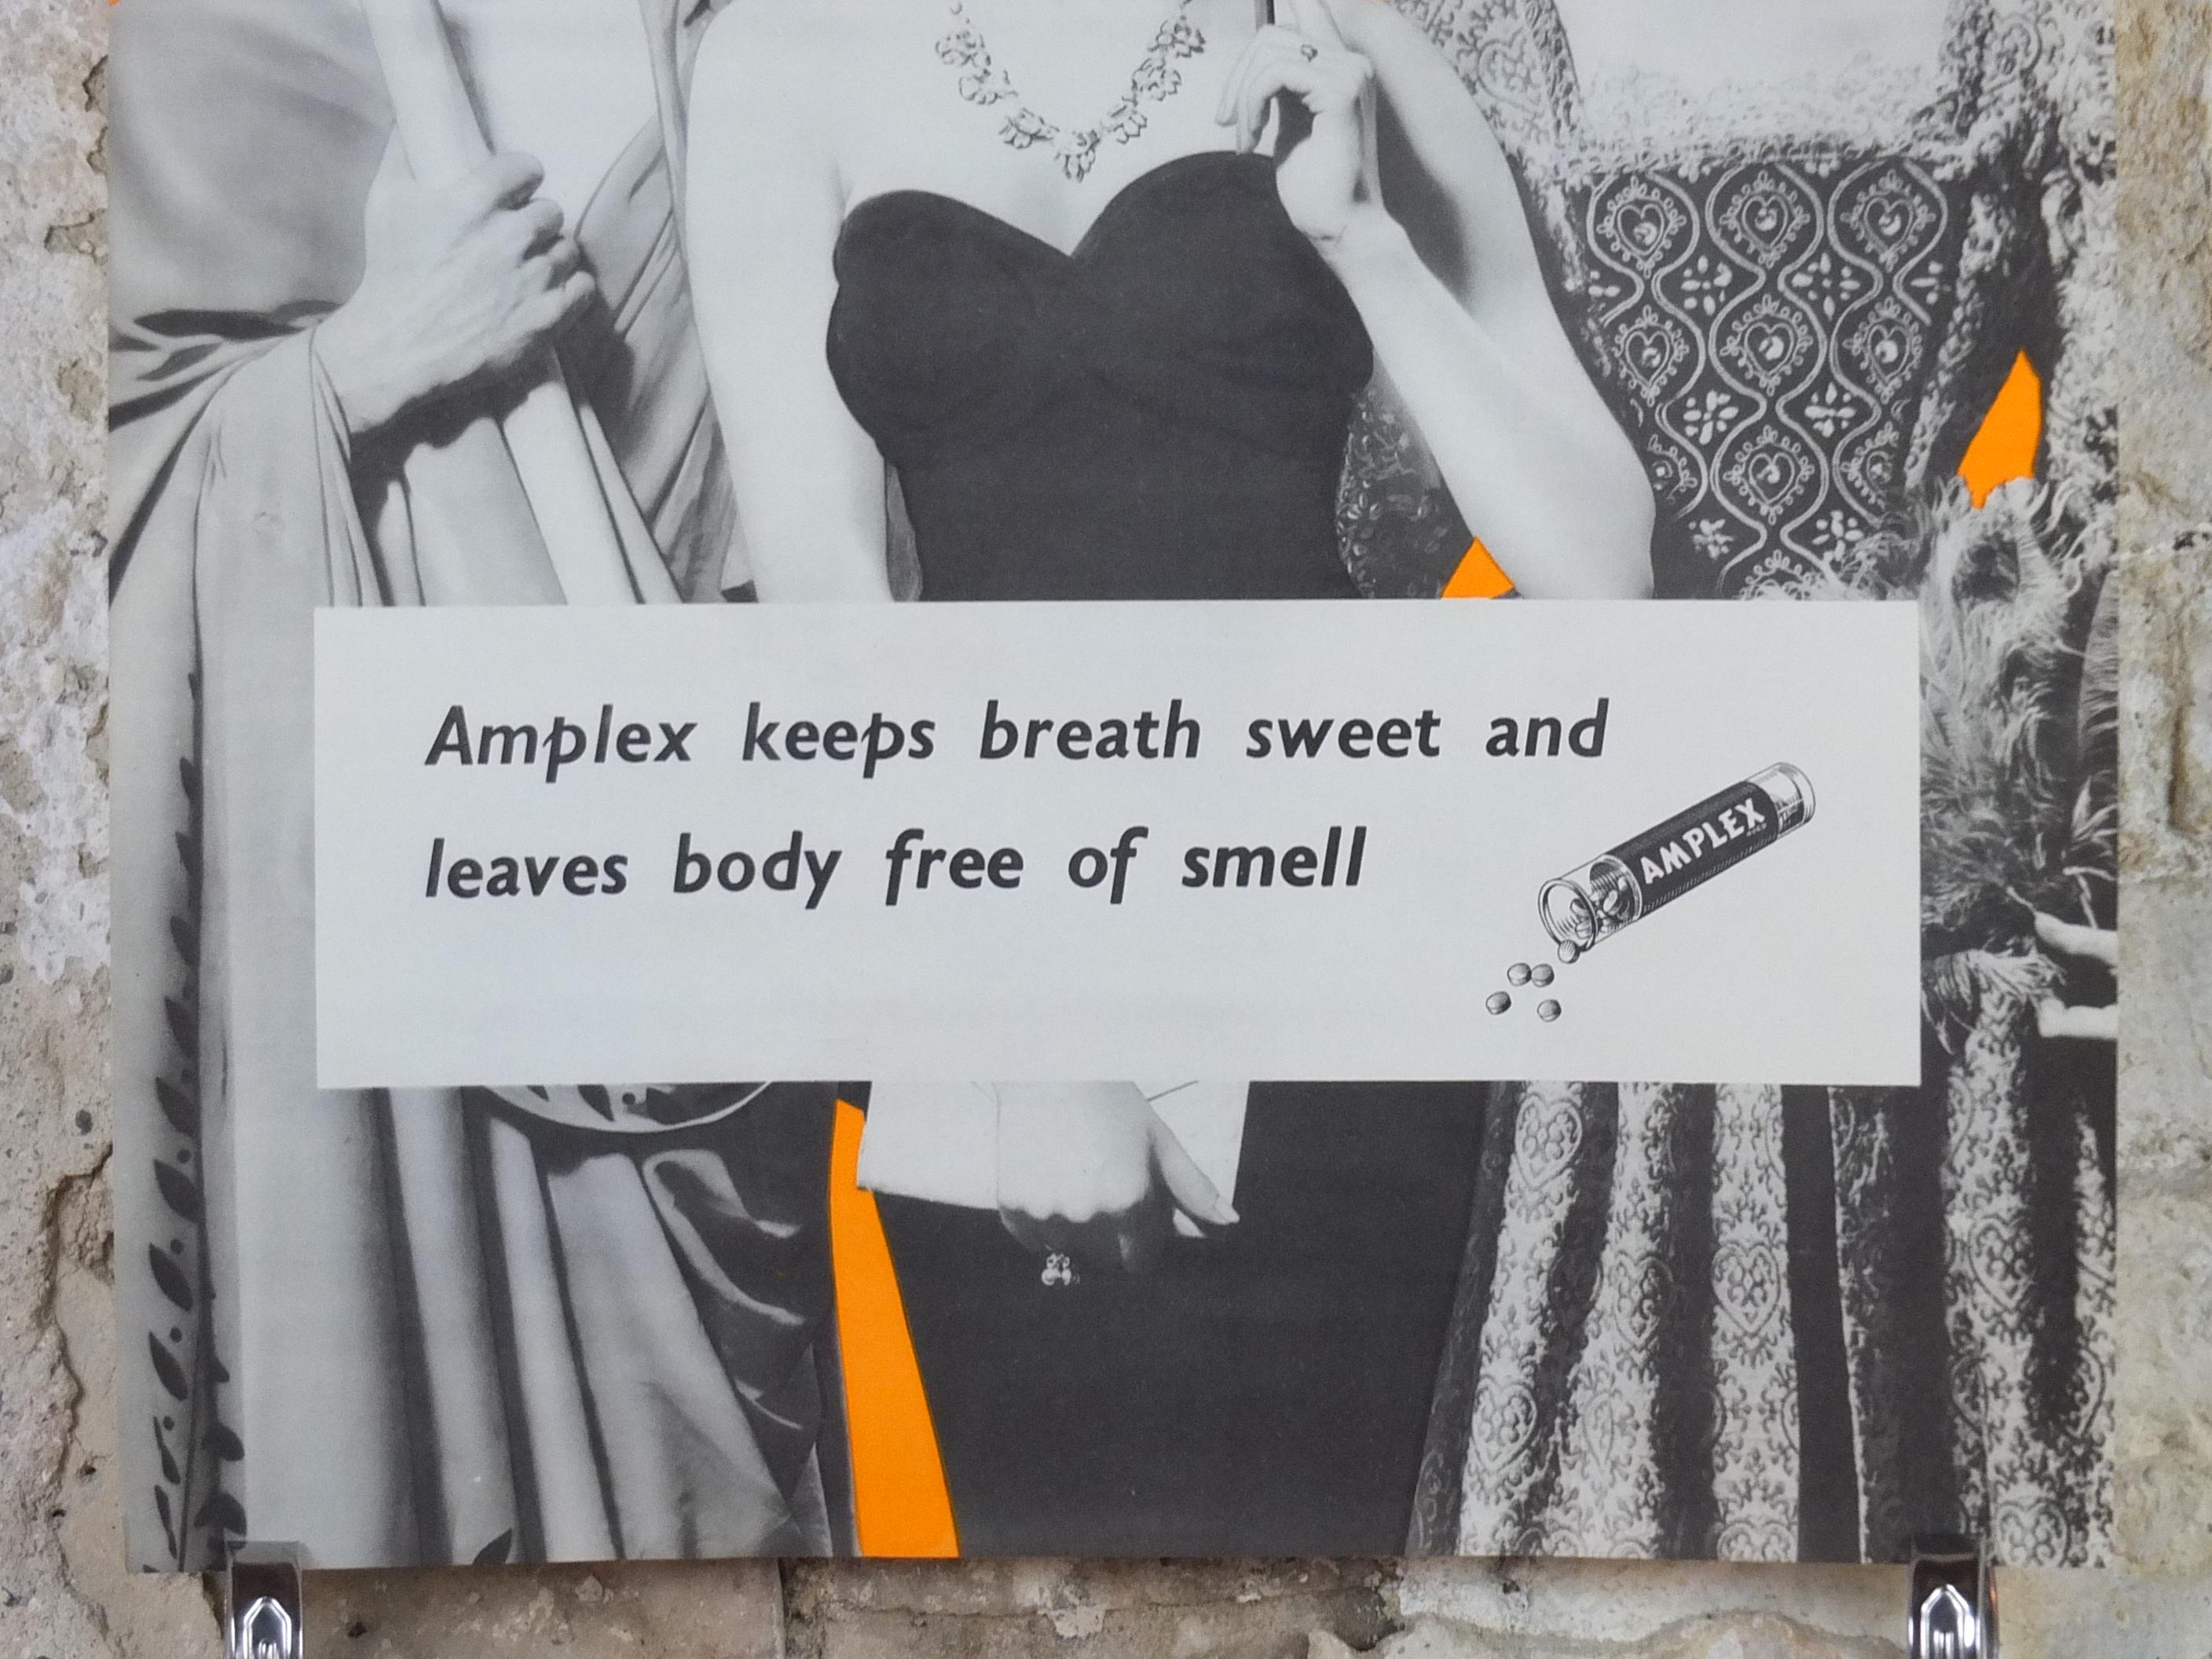 Amplex keeps breath sweet and
leaves body free of smell
AMPLEX